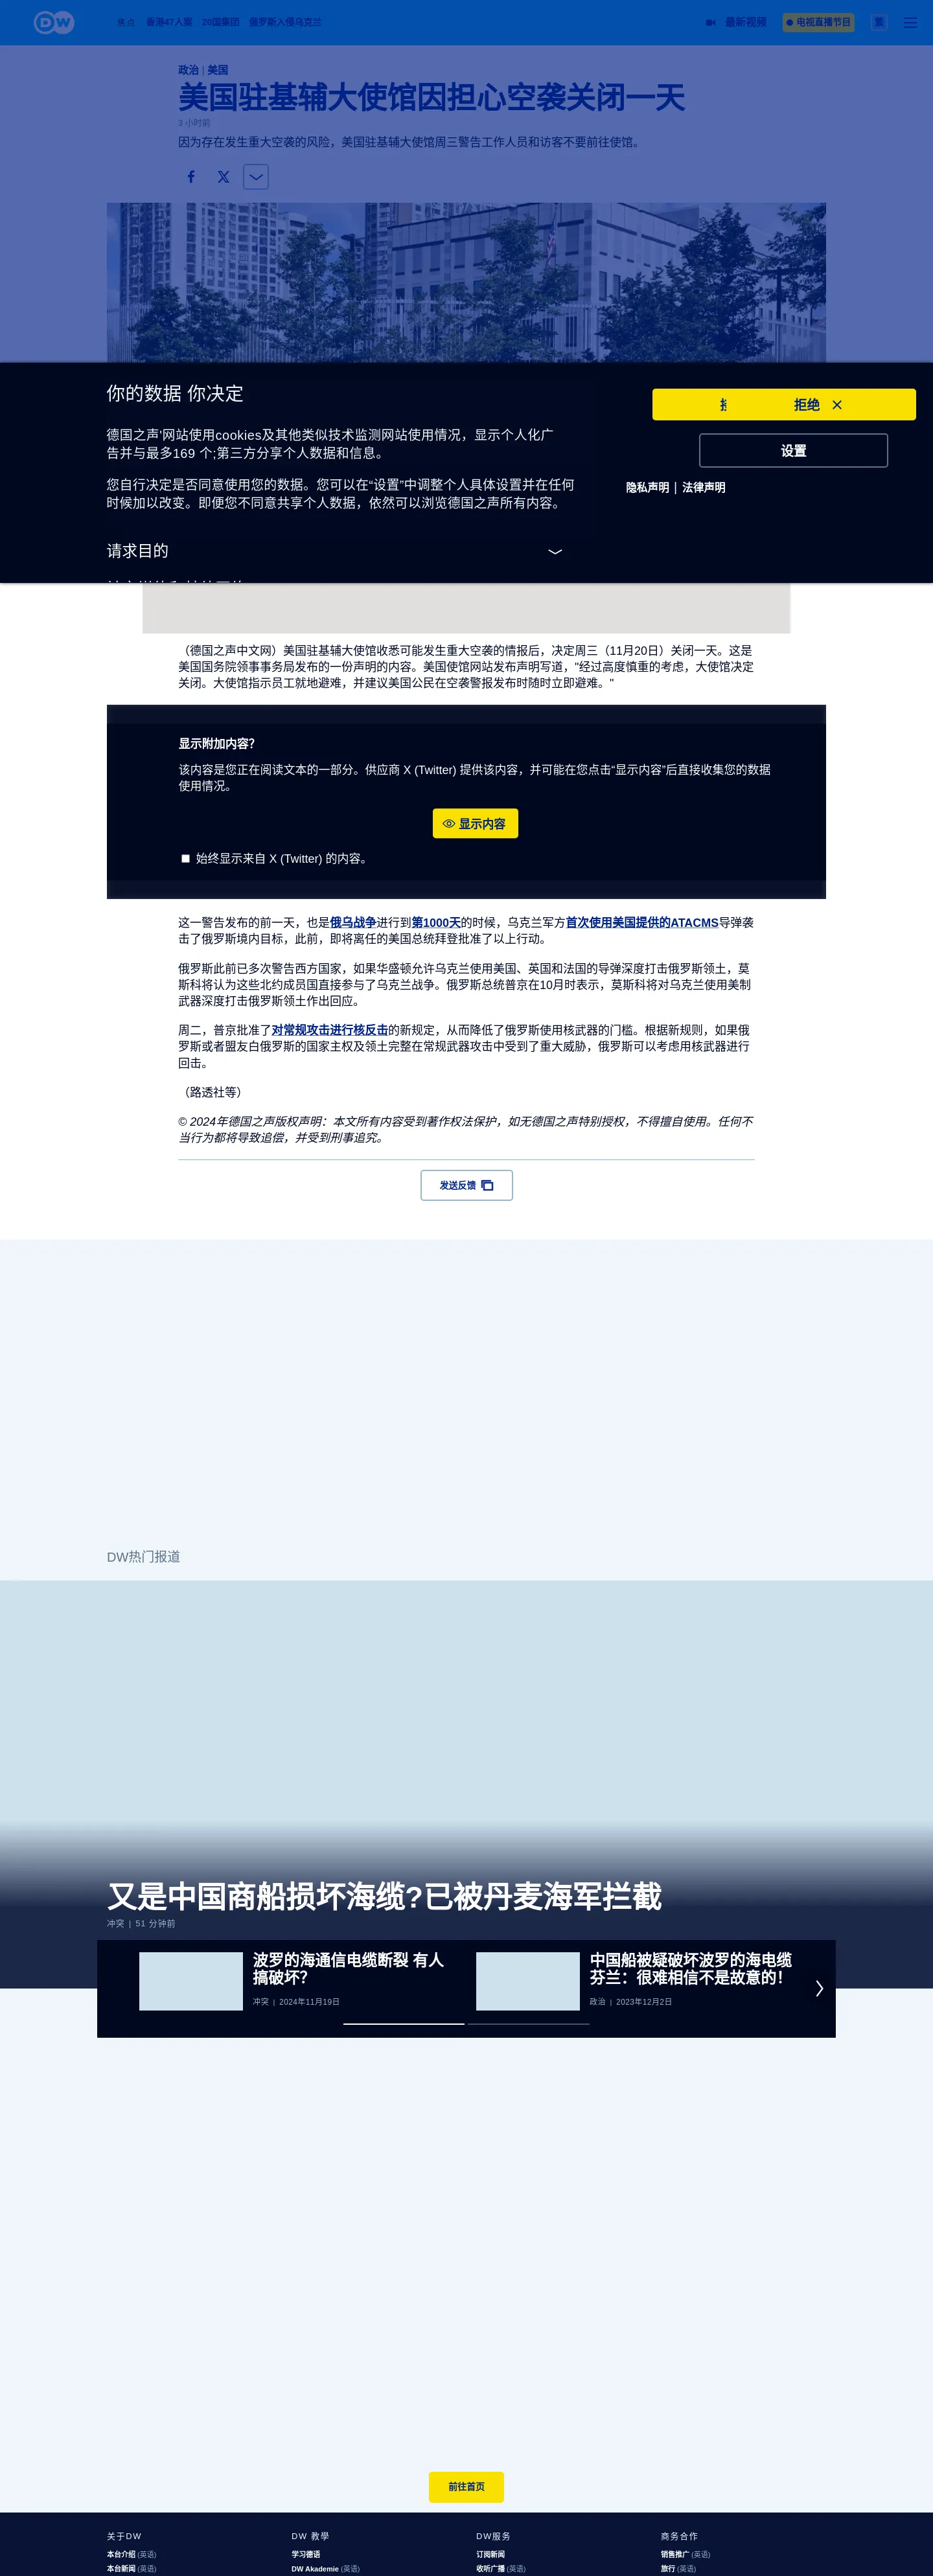 DW
焦点 香港47人案 20国集团 俄罗斯入侵乌克兰
最新视频 电视直播节目 繁
政治 | 美国
美国驻基辅大使馆因担心空袭关闭一天
3 小时前
因为存在发生重大空袭的风险，美国驻基辅大使馆周三警告工作人员和访客不要前往使馆。
你的数据 你决定
德国之声'网站使用cookies及其他类似技术监测网站使用情况，显示个人化广
告并与最多169 个;第三方分享个人数据和信息。
您自行决定是否同意使用您的数据。您可以在“设置”中调整个人具体设置并在任何
时候加以改变。即便您不同意共享个人数据，依然可以浏览德国之声所有内容。
请求目的
拒绝
设置
隐私声明 | 法律声明
（德国之声中文网）美国驻基辅大使馆收悉可能发生重大空袭的情报后，决定周三（11月20日）关闭一天。这是
美国国务院领事事务局发布的一份声明的内容。美国使馆网站发布声明写道，"经过高度慎重的考虑，大使馆决定
关闭。大使馆指示员工就地避难，并建议美国公民在空袭警报发布时随时立即避难。"
显示附加内容？
该内容是您正在阅读文本的一部分。供应商 X (Twitter) 提供该内容，并可能在您点击“显示内容”后直接收集您的数据
使用情况。
显示内容
始终显示来自 X (Twitter) 的内容。
这一警告发布的前一天，也是俄乌战争进行到第1000天的时候，乌克兰军方首次使用美国提供的ATACMS导弹袭
击了俄罗斯境内目标，此前，即将离任的美国总统拜登批准了以上行动。
俄罗斯此前已多次警告西方国家，如果华盛顿允许乌克兰使用美国、英国和法国的导弹深度打击俄罗斯领土，莫
斯科将认为这些北约成员国直接参与了乌克兰战争。俄罗斯总统普京在10月时表示，莫斯科将对乌克兰使用美制
武器深度打击俄罗斯领土作出回应。
周二，普京批准了对常规攻击进行核反击的新规定，从而降低了俄罗斯使用核武器的门槛。根据新规则，如果俄
罗斯或者盟友白俄罗斯的国家主权及领土完整在常规武器攻击中受到了重大威胁，俄罗斯可以考虑用核武器进行
回击。
（路透社等）
© 2024年德国之声版权声明：本文所有内容受到著作权法保护，如无德国之声特别授权，不得擅自使用。任何不
当行为都将导致追偿，并受到刑事追究。
发送反馈
DW热门报道
又是中国商船损坏海缆?已被丹麦海军拦截
冲突 | 51 分钟前
波罗的海通信电缆断裂 有人
搞破坏？
冲突 | 2024年11月19日
中国船被疑破坏波罗的海电缆
芬兰：很难相信不是故意的！
政治 | 2023年12月2日
前往首页
关于DW
本台介绍 (英语)
本台新闻 (英语)
DW 教學
学习德语
DW Akademie (英语)
DW服务
订阅新闻
收听广播 (英语)
商务合作
销售推广 (英语)
旅行 (英语)